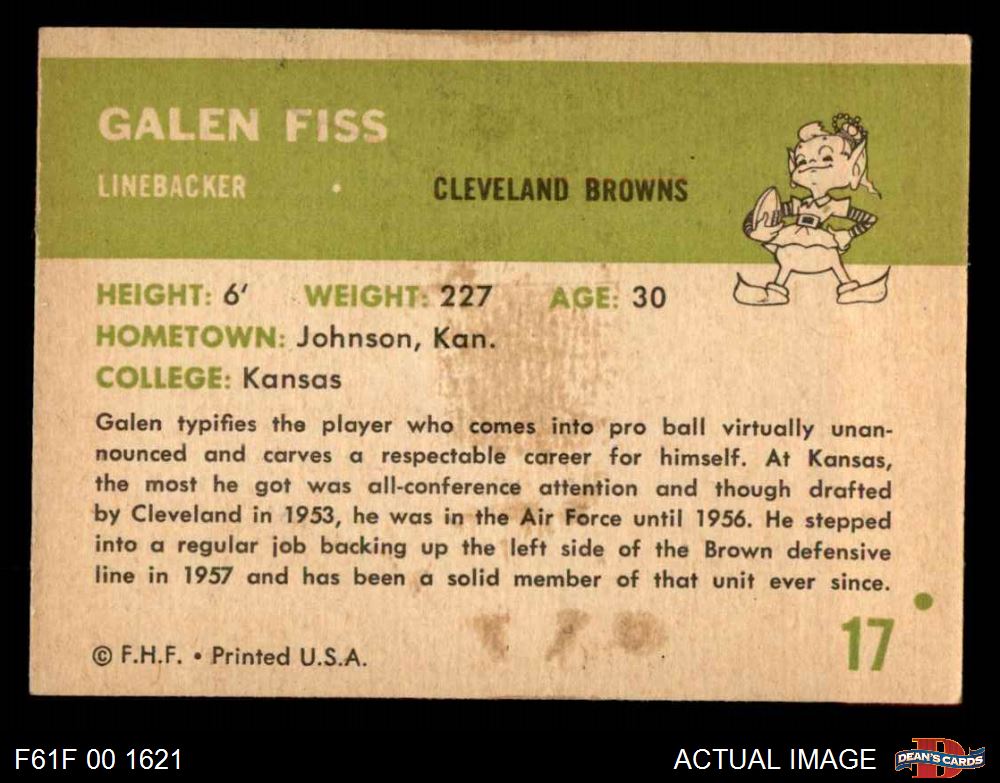 GALEN FISS
LINEBACKER • CLEVELAND BROWNS
HEIGHT: 6' WEIGHT: 227 AGE: 30
HOMETOWN: Johnson, Kan.
COLLEGE: Kansas
Galen typifies the player who comes into pro ball virtually unan-
nounced and carves a respectable career for himself. At Kansas,
the most he got was all-conference attention and though drafted
by Cleveland in 1953, he was in the Air Force until 1956. He stepped
into a regular job backing up the left side of the Brown defensive
line in 1957 and has been a solid member of that unit ever since.
17
© F.H.F. • Printed U.S.A.
F61F 00 1621 ACTUAL IMAGE DEAN'S CARDS